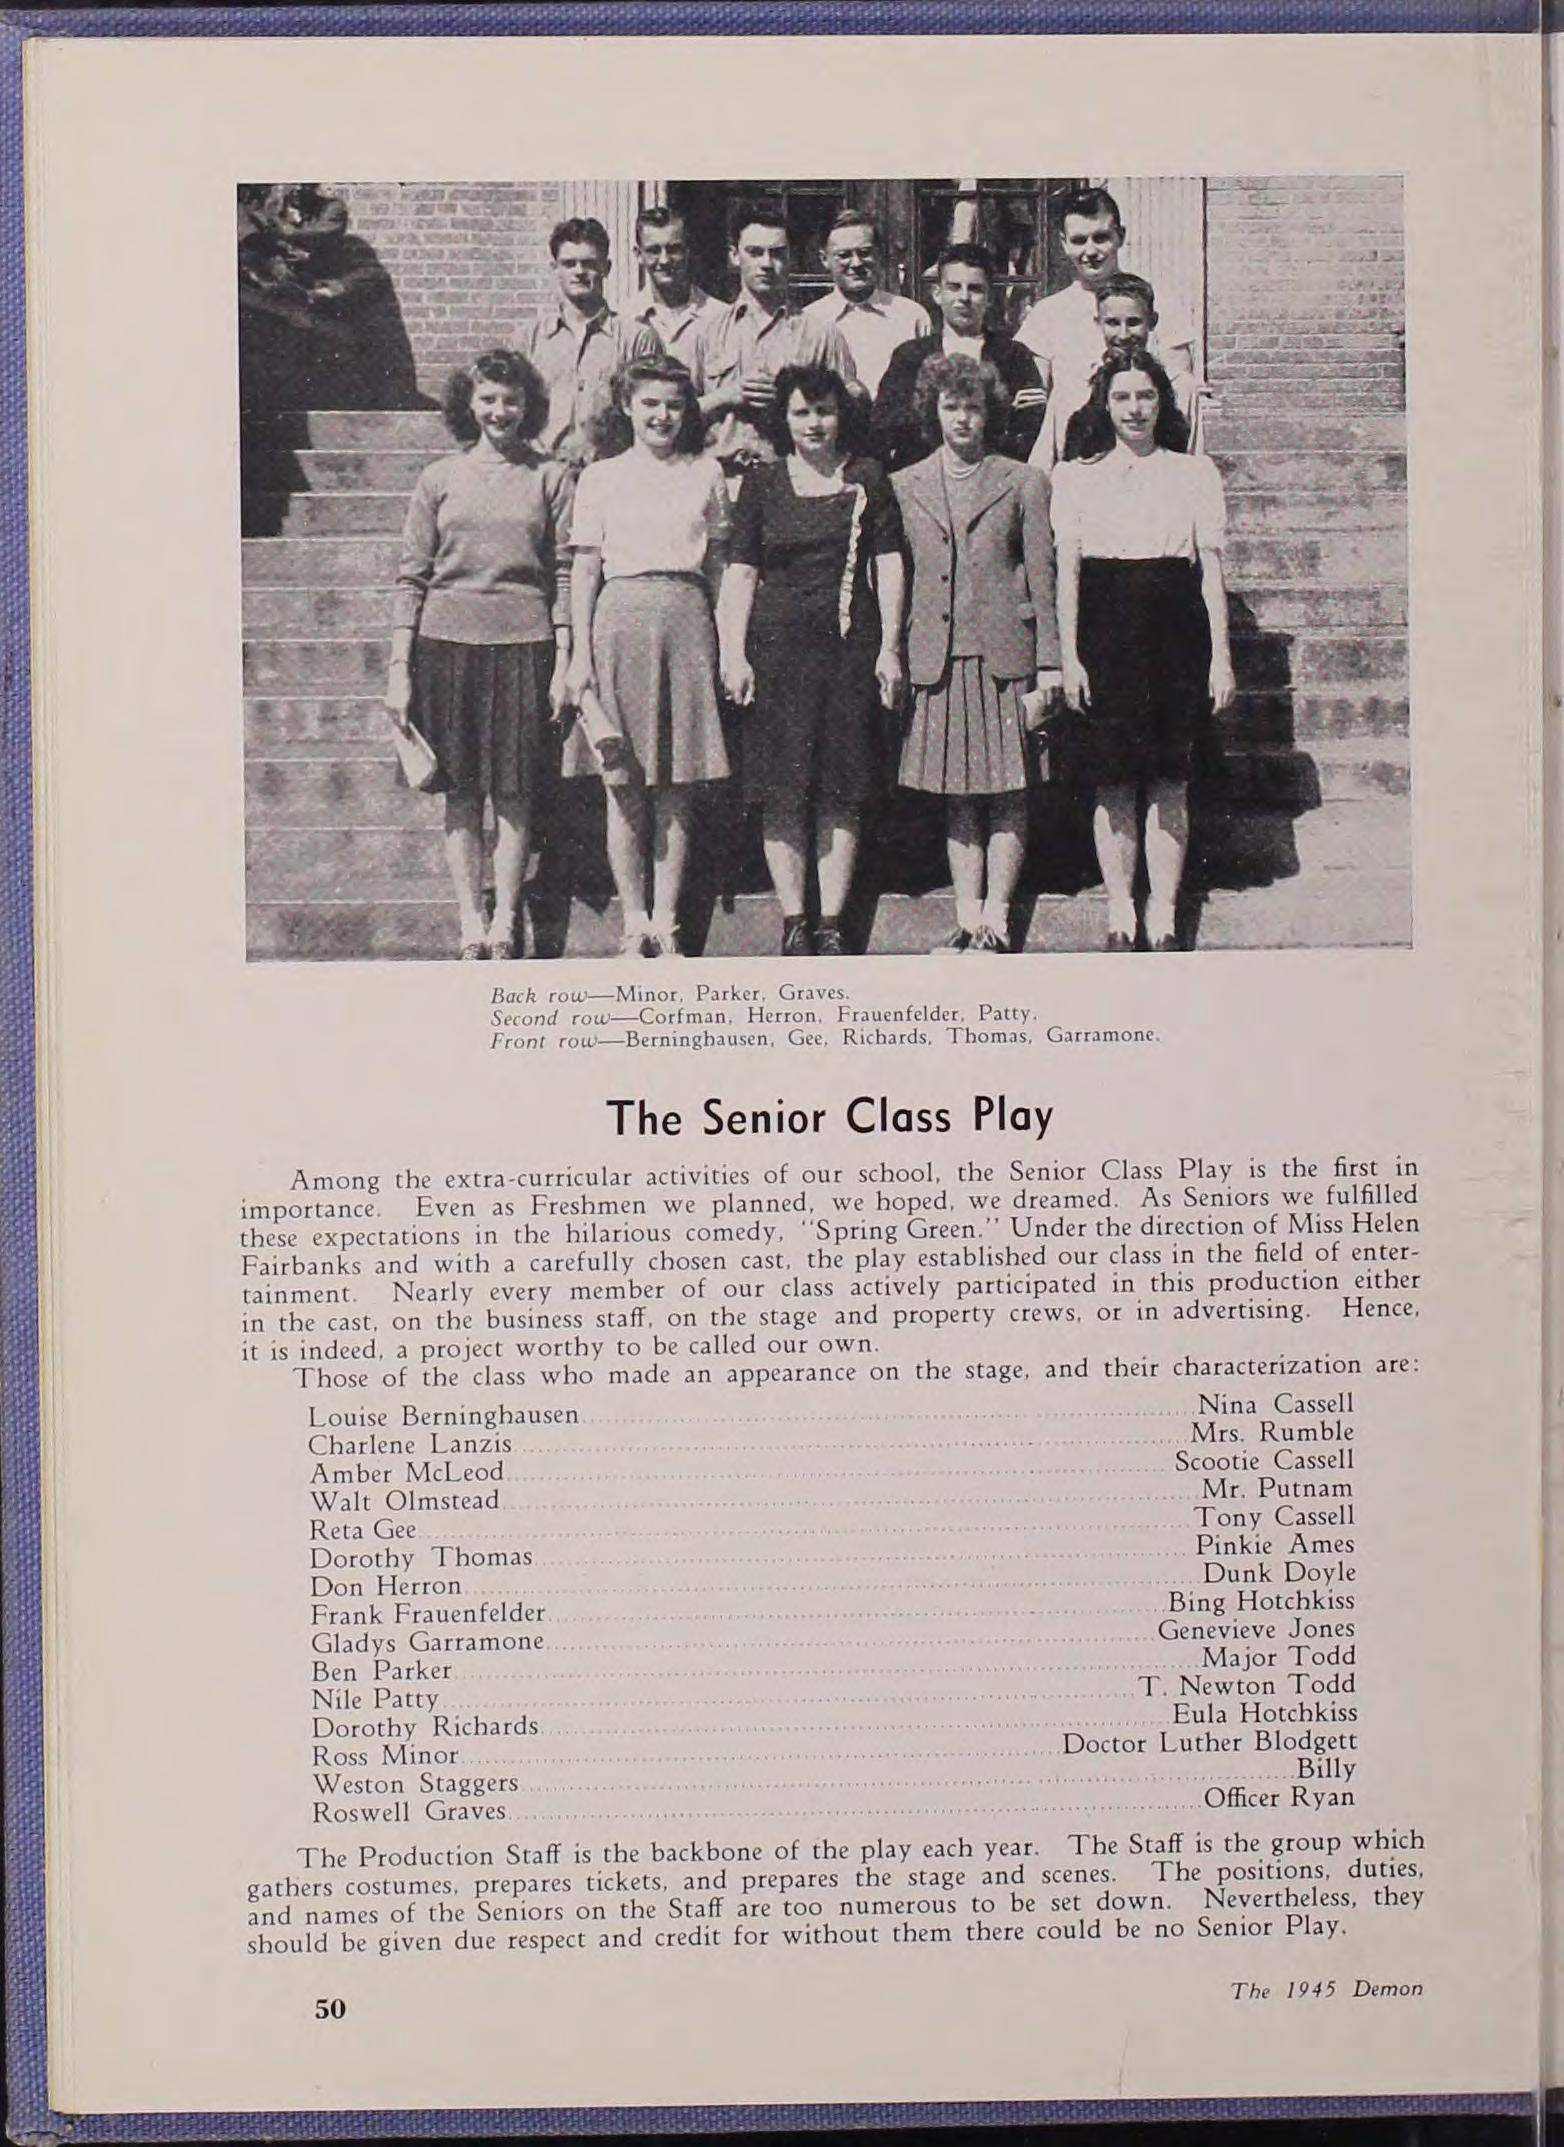 Back row—Minor, Parker, Graves.
Second row—Corfman, Herron, Frauenfelder, Patty.
Front row—Berninghausen, Gee, Richards, Thomas, Garramone.
The Senior Class Play
Among the extra-curricular activities of our school, the Senior Class Play is the first in
importance. Even as Freshmen we planned, we hoped, we dreamed. As Seniors we fulfilled
these expectations in the hilarious comedy, "Spring Green." Under the direction of Miss Helen
Fairbanks and with a carefully chosen cast, the play established our class in the field of enter-
tainment. Nearly every member of our class actively participated in this production either
in the cast, on the business staff, on the stage and property crews, or in advertising. Hence,
it is indeed, a project worthy to be called our own.
Those of the class who made an appearance on the stage, and their characterization are:
Louise Berninghausen Nina Cassell
Charlene Lanzis Mrs. Rumble
Amber McLeod Scootie Cassell
Walt Olmstead Mr. Putnam
Reta Gee Tony Cassell
Dorothy Thomas Pinkie Ames
Don Herron Dunk Doyle
Frank Frauenfelder Bing Hotchkiss
Gladys Garramone Genevieve Jones
Ben Parker Major Todd
Nile Patty T. Newton Todd
Dorothy Richards Eula Hotchkiss
Ross Minor Doctor Luther Blodgett
Weston Staggers Billy
Roswell Graves Officer Ryan
The Production Staff is the backbone of the play each year. The Staff is the group which
gathers costumes, prepares tickets, and prepares the stage and scenes. The positions, duties,
and names of the Seniors on the Staff are too numerous to be set down. Nevertheless, they
should be given due respect and credit for without them there could be no Senior Play.
The 1945 Demon
50